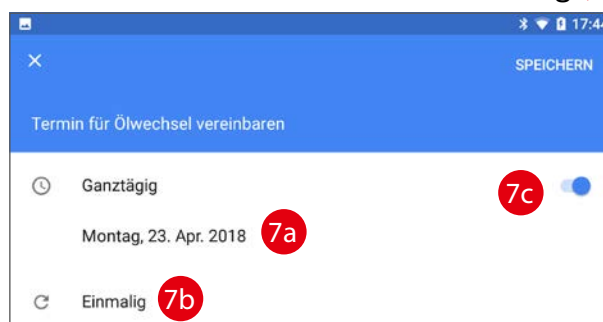 17:44
SPEICHERN
Termin für Ölwechsel vereinbaren
Ganztägig 7c
Montag, 23. Apr. 2018 7a
Einmalig 7b